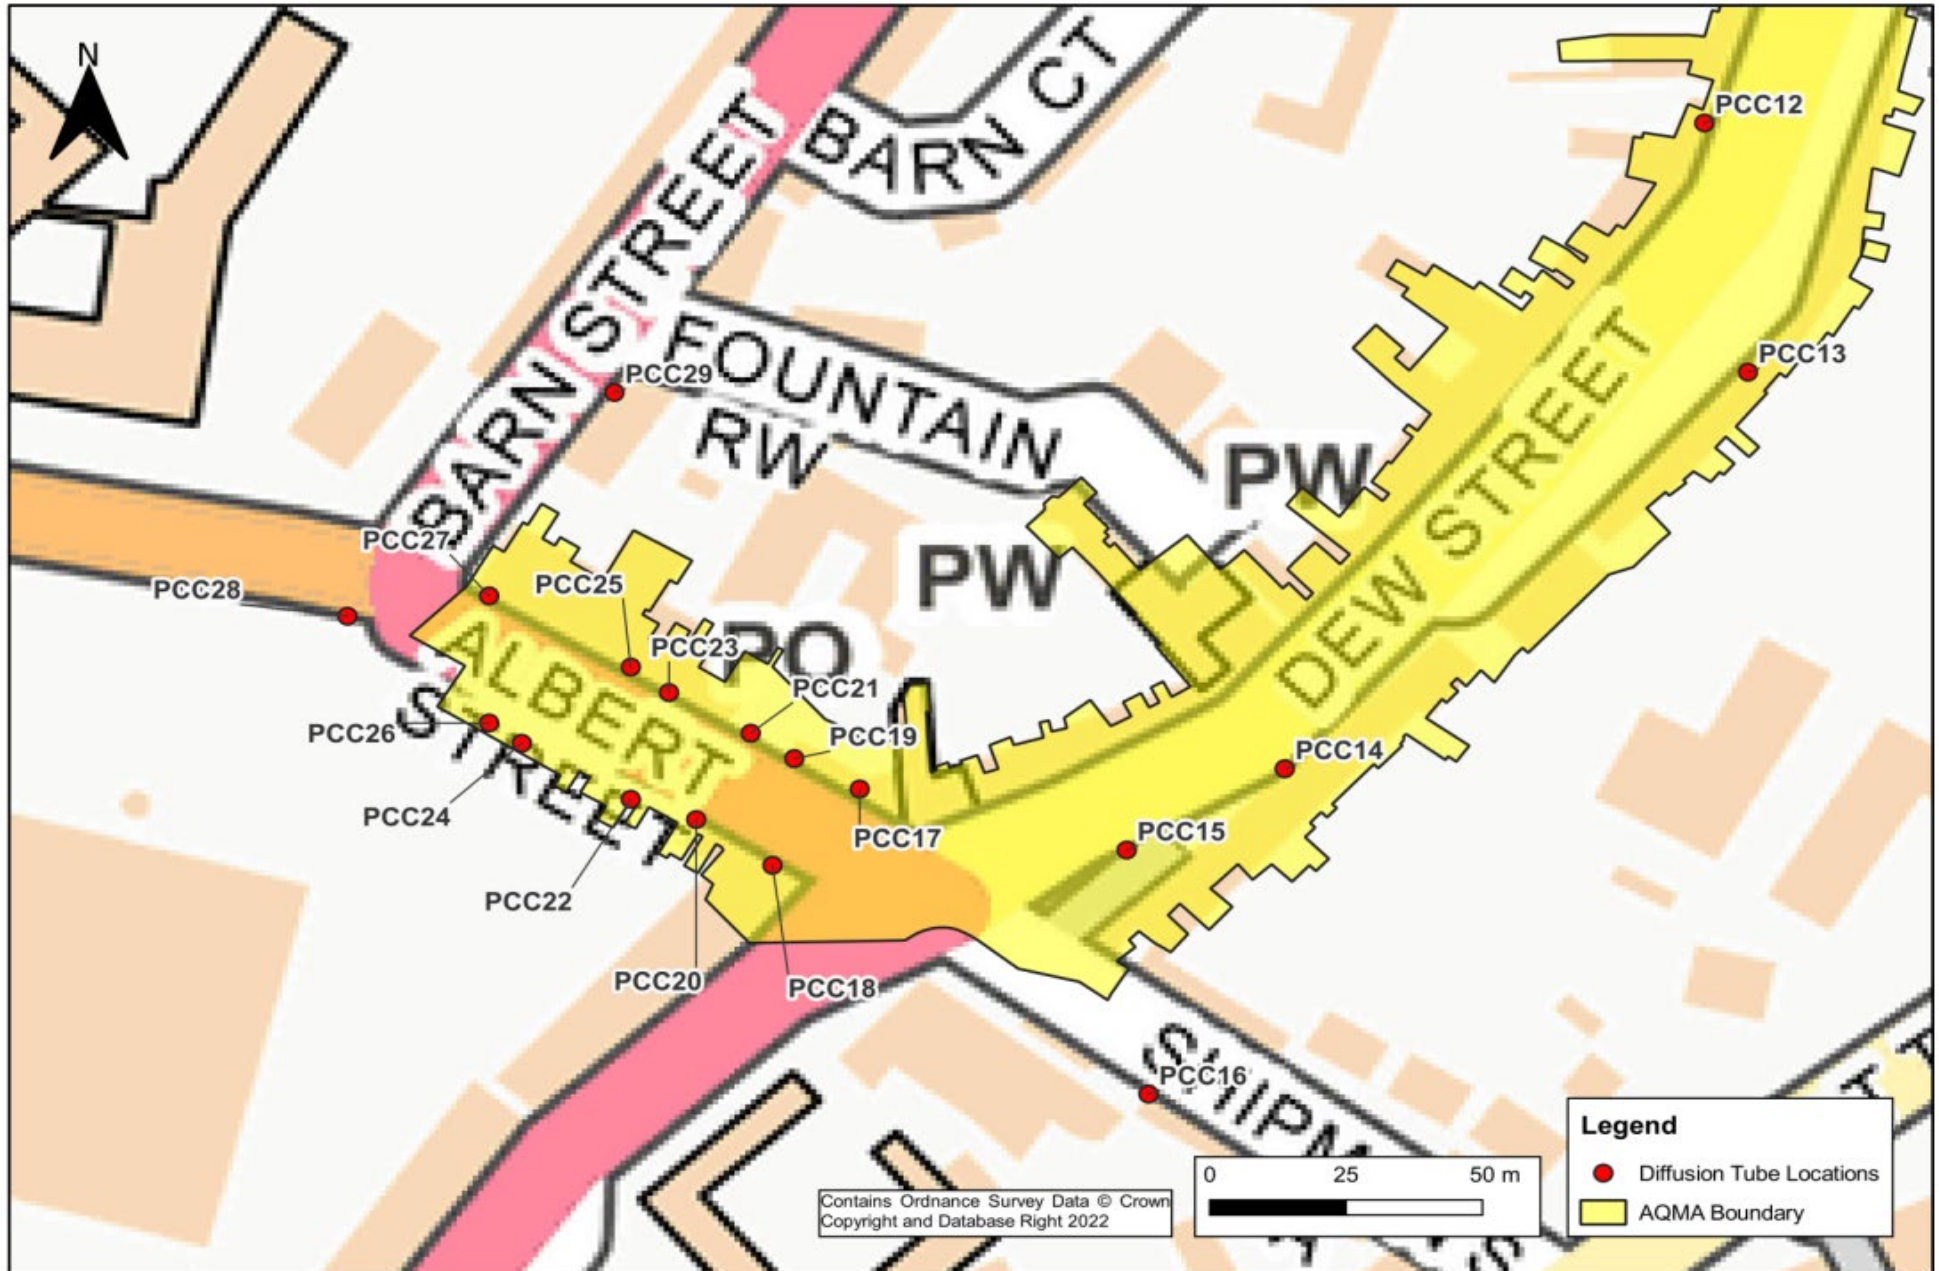 N
BARN CT
PCC12
BARN STREET
FOUNTAIN
RW
PCC29
PCC13
DEW STREET
PW
PCC27
PW
PCC28
PCC25
PO
PCC23
ALBERT
STREET
PCC21
PCC26
PCC19
PCC14
PCC24
PCC17
PCC15
PCC22
PCC20
PCC18
PCC16
SHIPM
Legend
Diffusion Tube Locations
AQMA Boundary
0 25 50 m
Contains Ordnance Survey Data © Crown
Copyright and Database Right 2022